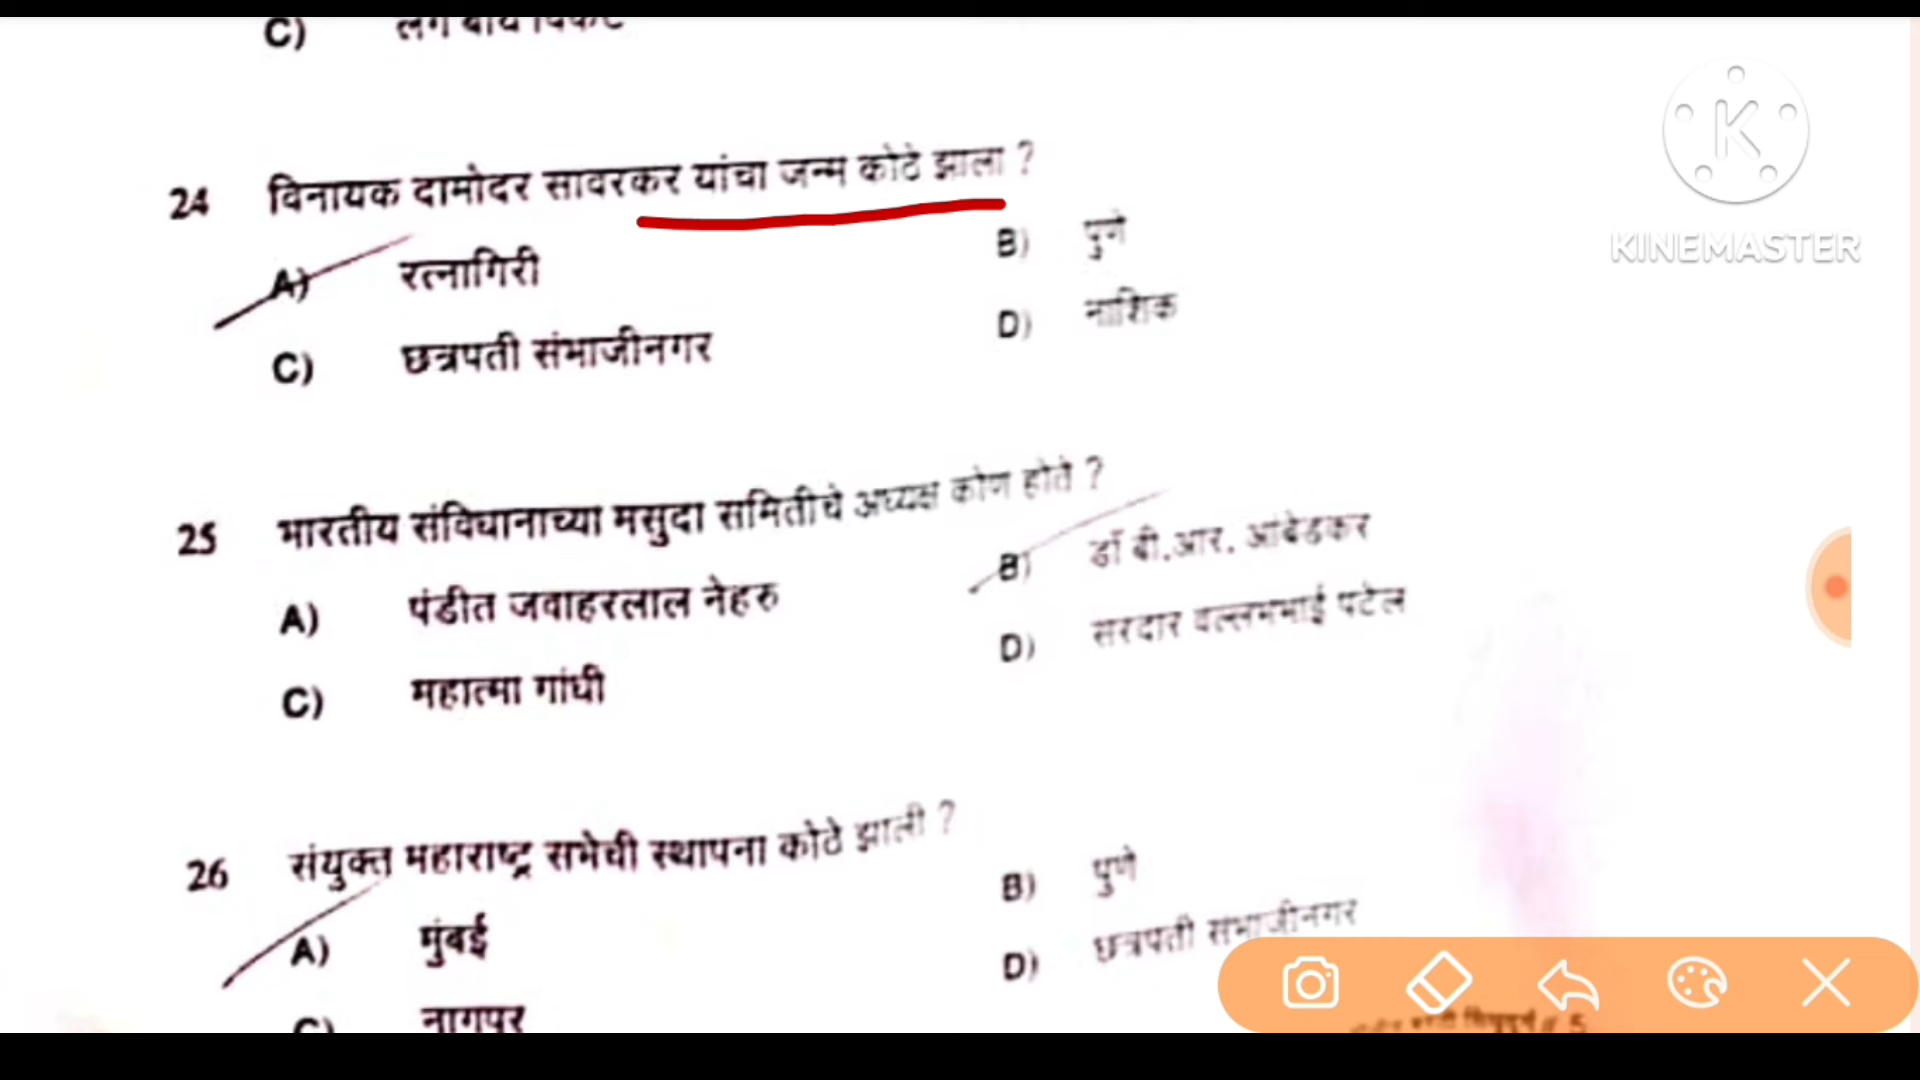 C)
24 विनायक दामोदर सावरकर यांचा जन्म कोठे झाला ?
A) रत्नागिरी B) पुणे
C) छत्रपती संभाजीनगर D) नाशिक
25 भारतीय संविधानाच्या मसुदा समितीचे अध्यक्ष कोण होते ?
A) पंडीत जवाहरलाल नेहरु B) डॉ बी.आर. आंबेडकर
C) महात्मा गांधी D) सरदार वल्लभभाई पटेल
26 संयुक्त महाराष्ट्र सभेची स्थापना कोठे झाली ?
A) मुंबई B) पुणे
C) नागपुर D) छत्रपती संभाजीनगर
5
KINEMASTER